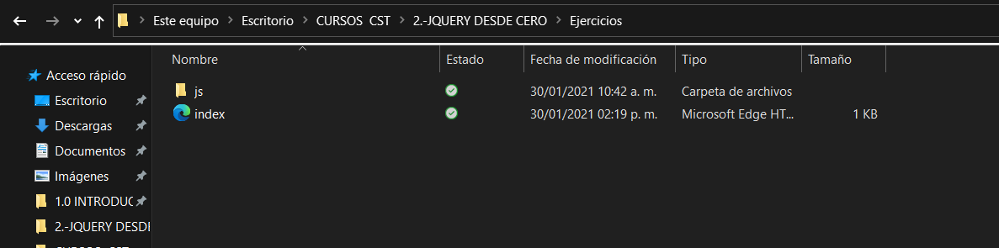 Este equipo > Escritorio > CURSOS CST > 2.-JQUERY DESDE CERO > Ejercicios
Nombre Estado Fecha de modificación Tipo Tamaño
Acceso rápido
Escritorio
Descargas
Documentos
Imágenes
1.0 INTRODUC
2.-JQUERY DESDE
js 30/01/2021 10:42 a. m. Carpeta de archivos
index 30/01/2021 02:19 p. m. Microsoft Edge HT... 1 KB